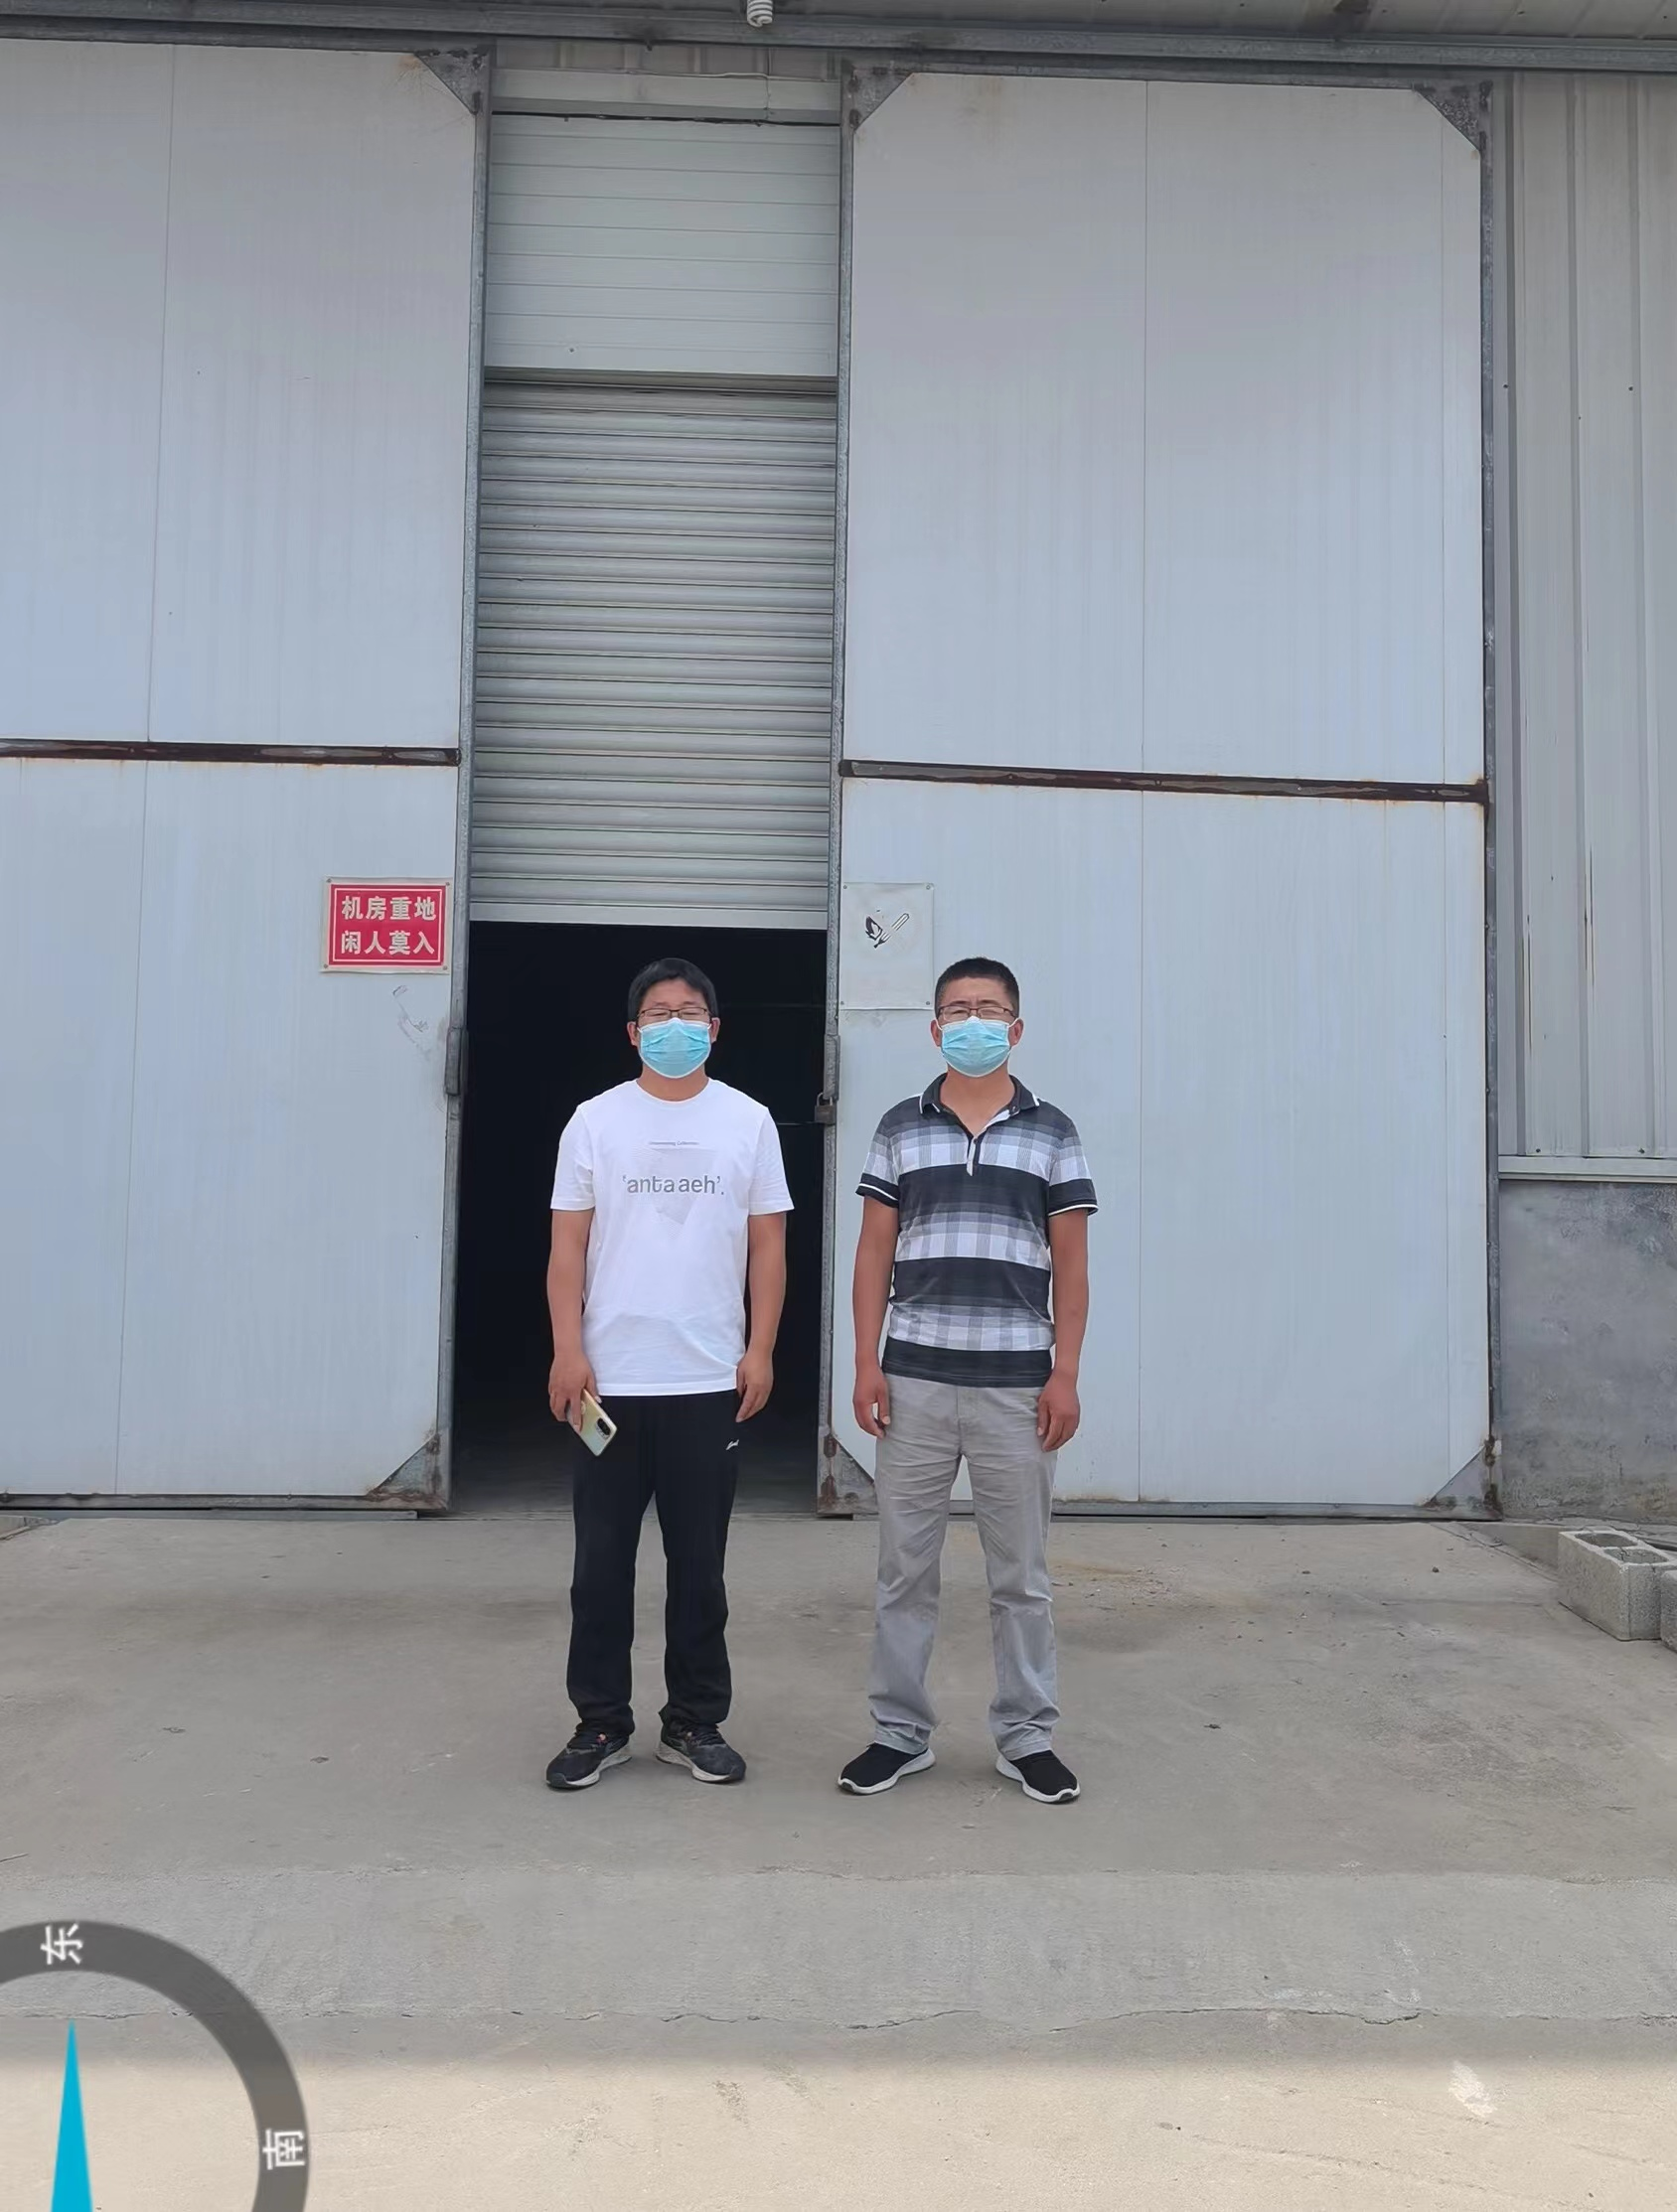 机房重地
闲人莫入
'anta aeh'.
东
南